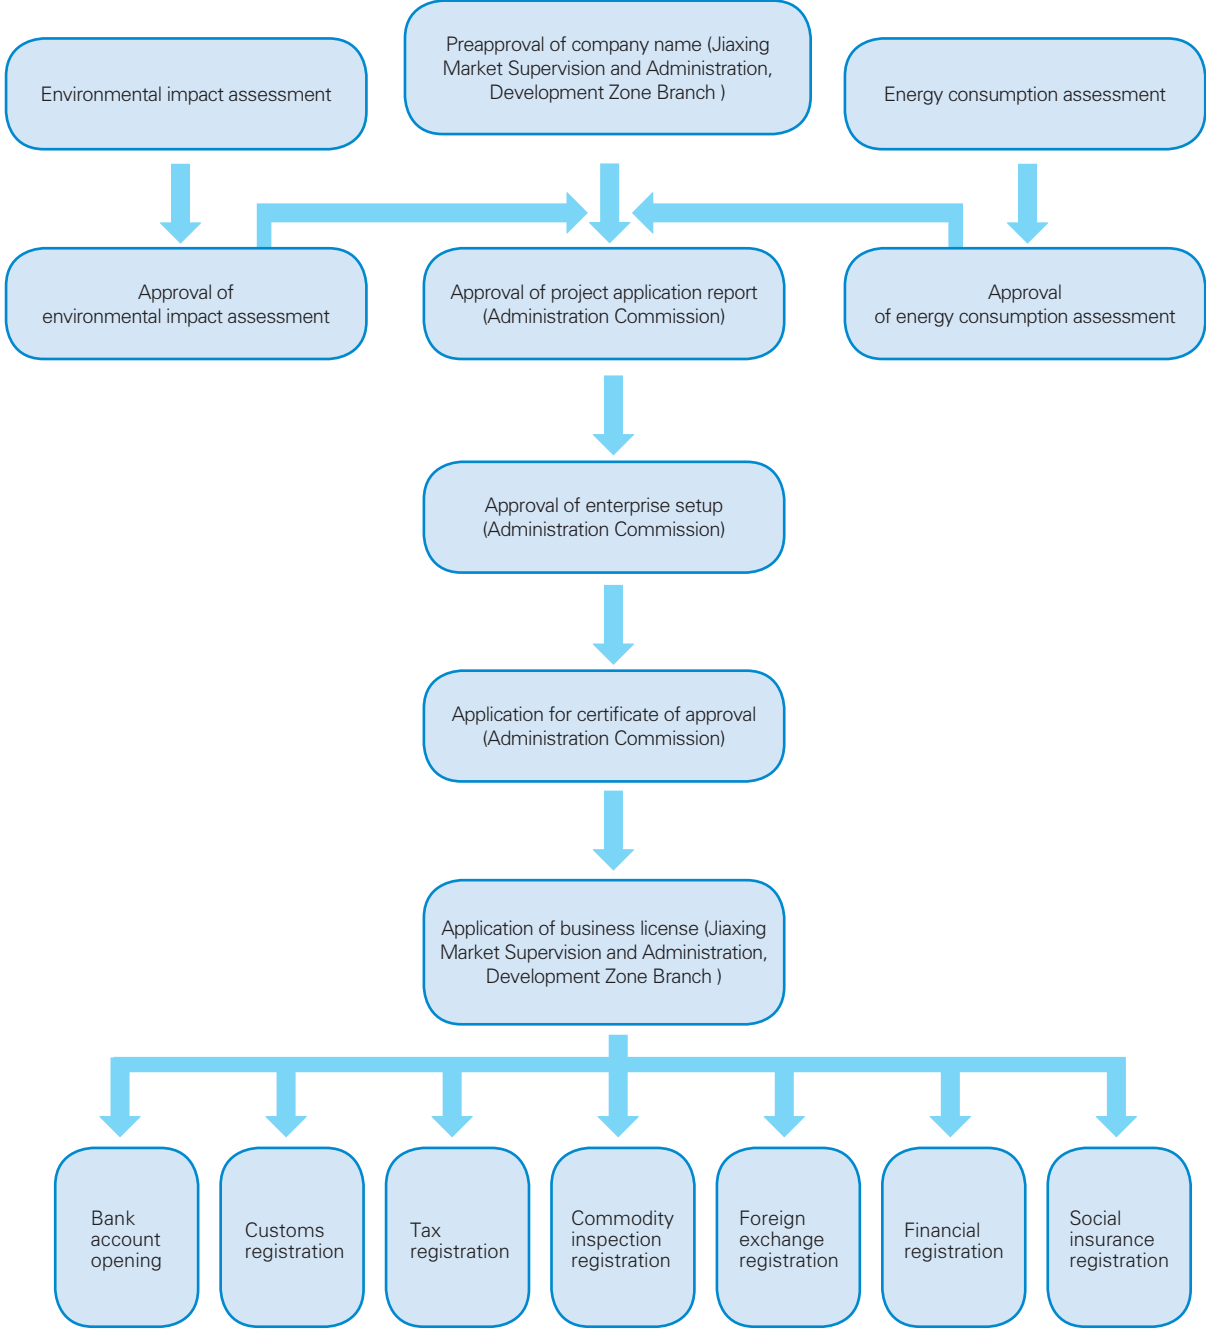 Preapproval of company name (Jiaxing
Market Supervision and Administration,
Development Zone Branch )
Environmental impact assessment
Energy consumption assessment
Approval of
environmental impact assessment
Approval of project application report
(Administration Commission)
Approval
of energy consumption assessment
Approval of enterprise setup
(Administration Commission)
Application for certificate of approval
(Administration Commission)
Application of business license (Jiaxing
Market Supervision and Administration,
Development Zone Branch )
Bank
account
opening
Customs
registration
Tax
registration
Commodity
inspection
registration
Foreign
exchange
registration
Financial
registration
Social
insurance
registration